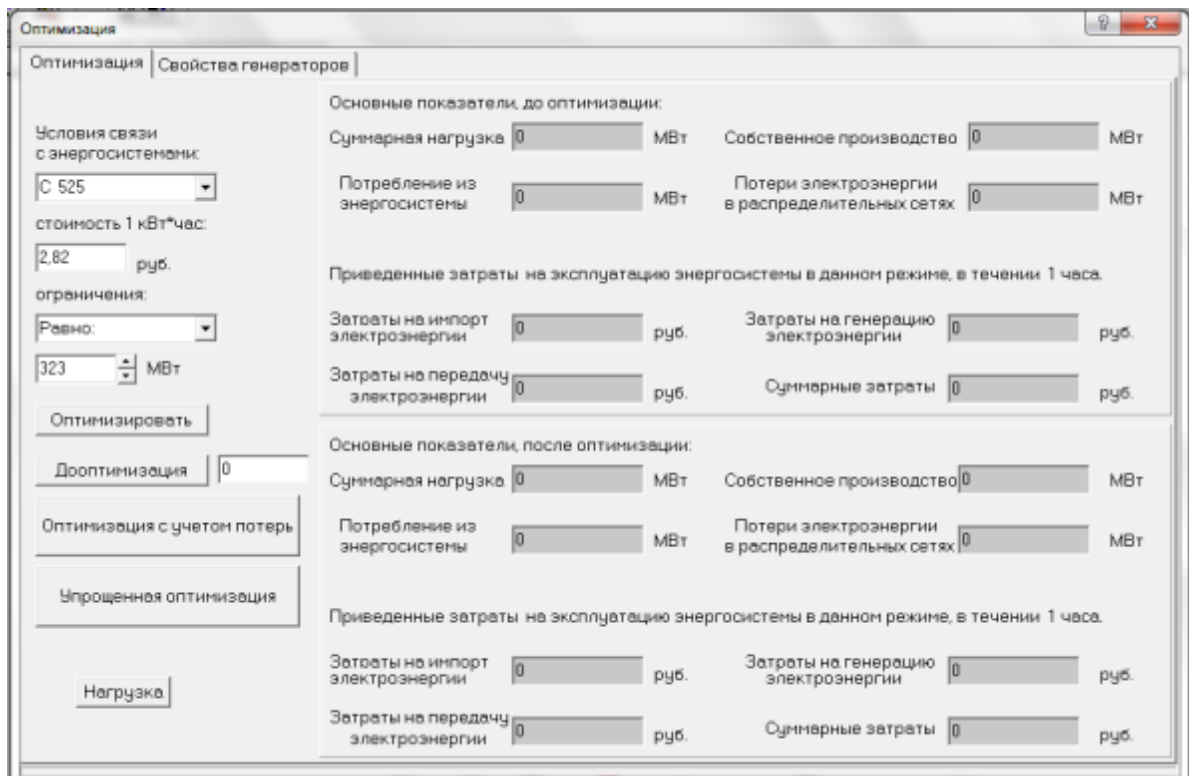 Оптимизация
Оптимизация Свойства генераторов
Условия связи
с энергосистемами:
С 525
стоимость 1 кВт*час:
2,82 руб.
ограничения:
Равно:
323 МВт
Оптимизировать
Дооптимизация 0
Оптимизация с учетом потерь
Упрощенная оптимизация
Нагрузка
Основные показатели, до оптимизации:
Суммарная нагрузка 0 МВт Собственное производство 0 МВт
Потребление из
энергосистемы 0 МВт
Потери электроэнергии
в распределительных сетях 0 МВт
Приведенные затраты на эксплуатацию энергосистемы в данном режиме, в течении 1 часа.
Затраты на импорт
электроэнергии 0 руб.
Затраты на генерацию
электроэнергии 0 руб.
Затраты на передачу
электроэнергии 0 руб.
Суммарные затраты 0 руб.
Основные показатели, после оптимизации:
Суммарная нагрузка 0 МВт Собственное производство 0 МВт
Потребление из
энергосистемы 0 МВт
Потери электроэнергии
в распределительных сетях 0 МВт
Приведенные затраты на эксплуатацию энергосистемы в данном режиме, в течении 1 часа.
Затраты на импорт
электроэнергии 0 руб.
Затраты на генерацию
электроэнергии 0 руб.
Затраты на передачу
электроэнергии 0 руб.
Суммарные затраты 0 руб.